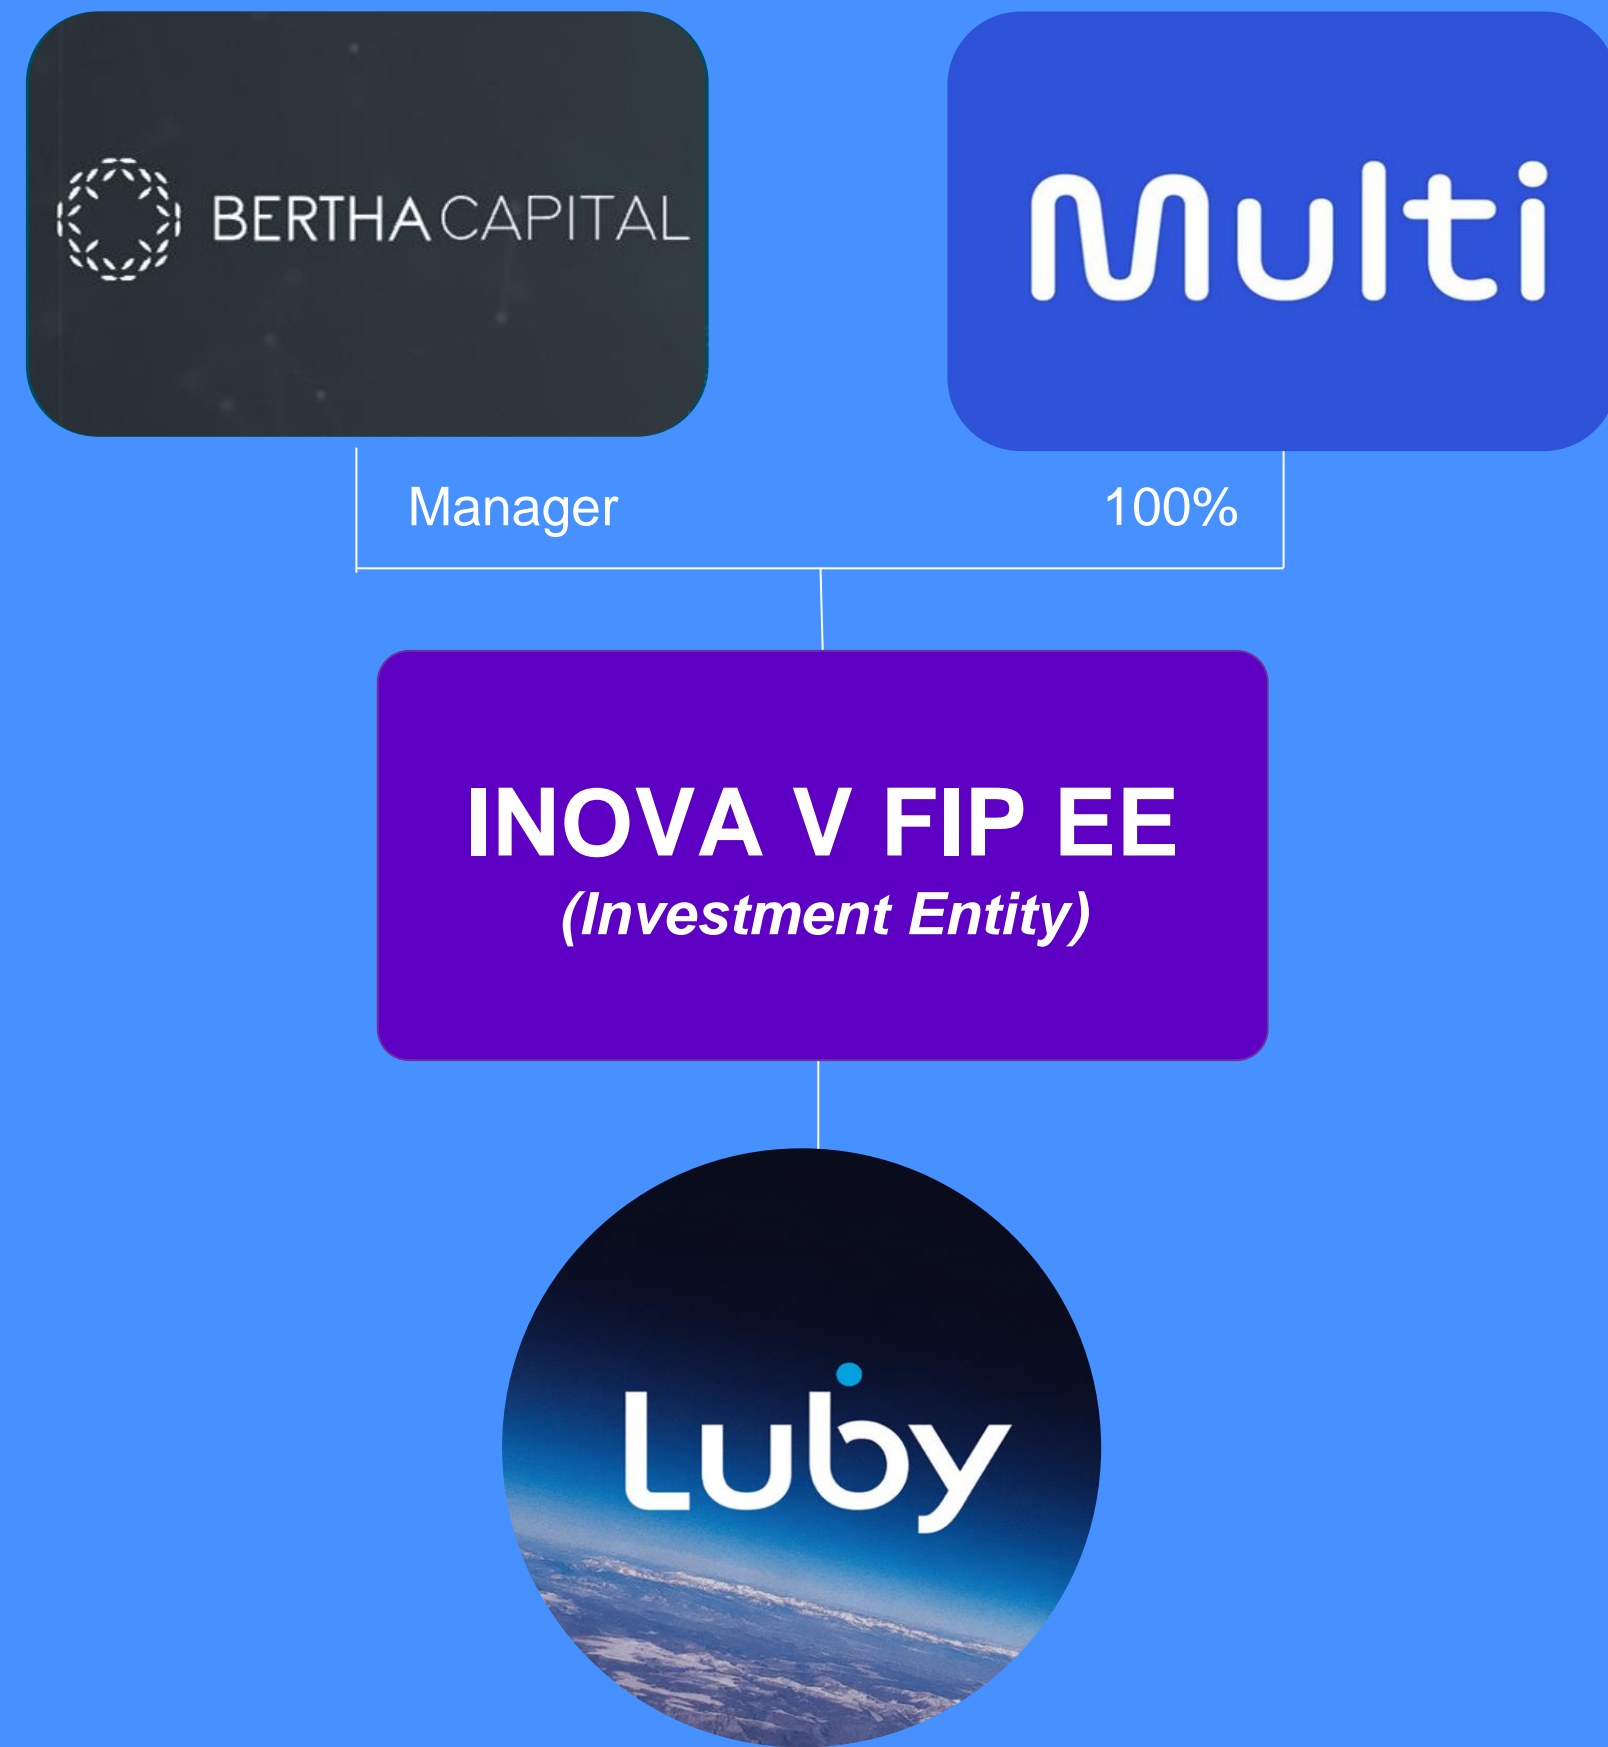 BERTHA CAPITAL
Multi
Manager
100%
INOVA V FIP EE
(Investment Entity)
Luby